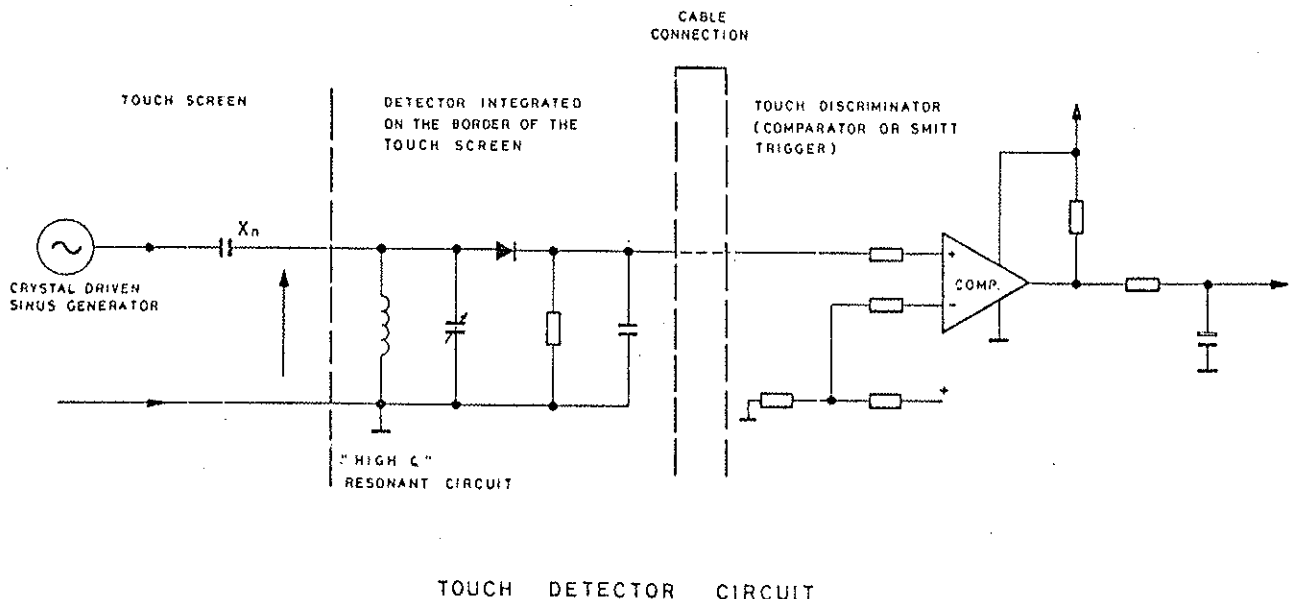 CABLE
CONNECTION
TOUCH SCREEN
DETECTOR INTEGRATED
ON THE BORDER OF THE
TOUCH SCREEN
TOUCH DISCRIMINATOR
(COMPARATOR OR SMITT
TRIGGER)
Xn
CRYSTAL DRIVEN
SINUS GENERATOR
+
COMP.
-
+
"HIGH Q"
RESONANT CIRCUIT
TOUCH DETECTOR CIRCUIT